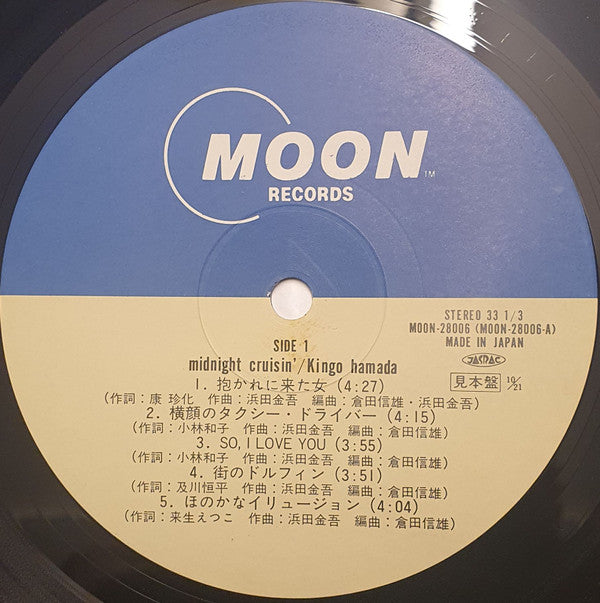 MOON
TM
RECORDS
STEREO 33 1/3
MOON-28006 (MOON-28006-A)
MADE IN JAPAN
JASRAC
見本盤 10/21
SIDE 1
midnight cruisin'/Kingo hamada
1. 抱かれに来た女 (4:27)
(作詞：康 珍化 作曲：浜田金吾 編曲：倉田信雄・浜田金吾)
2. 横顔のタクシー・ドライバー (4:15)
(作詞：小林和子 作曲：浜田金吾 編曲：倉田信雄)
3. SO, I LOVE YOU (3:55)
(作詞：小林和子 作曲：浜田金吾 編曲：倉田信雄)
4. 街のドルフィン (3:51)
(作詞：及川恒平 作曲：浜田金吾 編曲：倉田信雄)
5. ほのかなイリュージョン (4:04)
(作詞：来生えつこ 作曲：浜田金吾 編曲：倉田信雄)